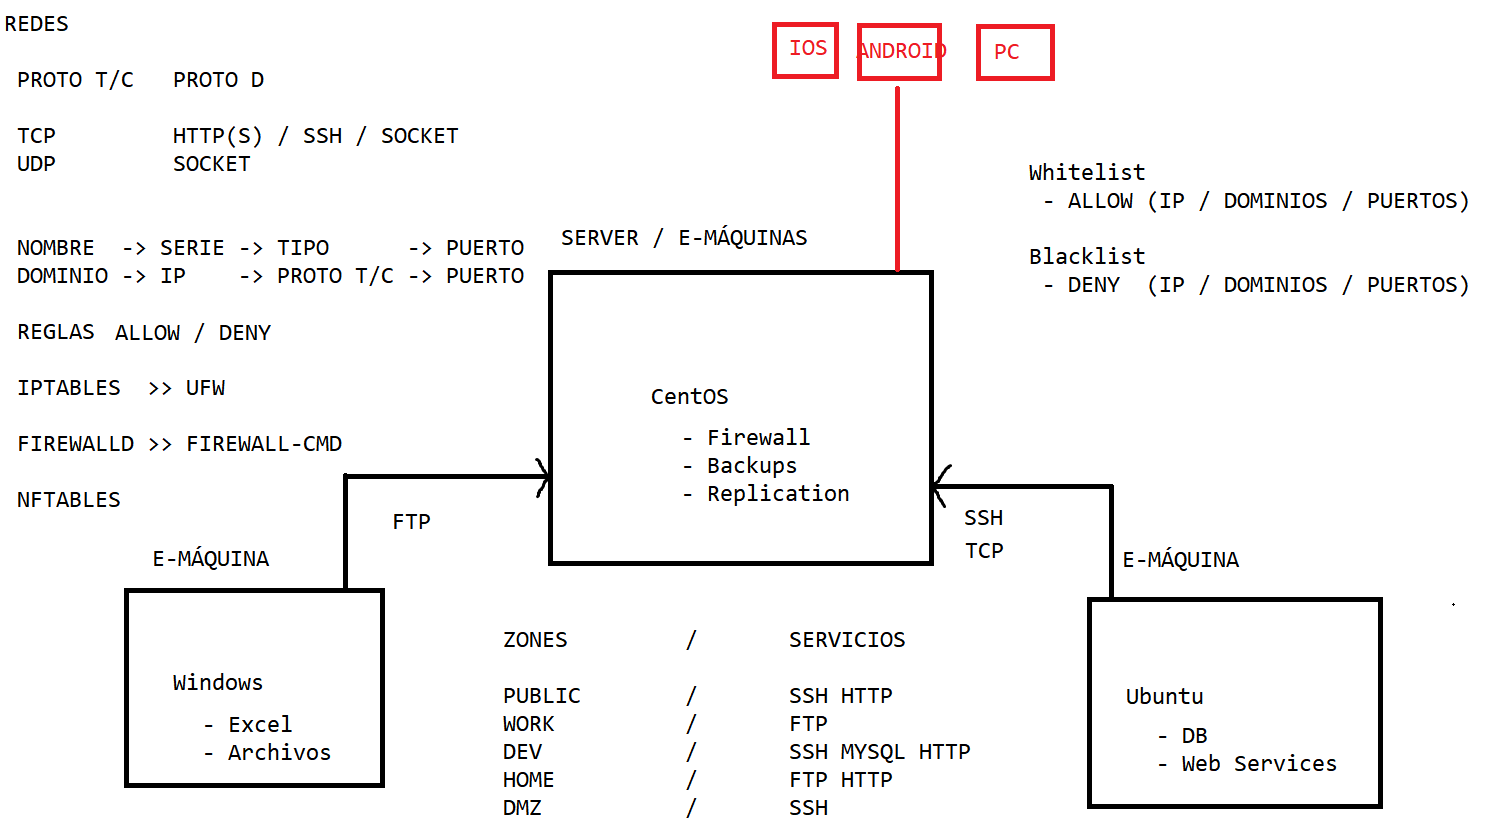 REDES
PROTO T/C PROTO D
TCP HTTP(S) / SSH / SOCKET
UDP SOCKET
NOMBRE -> SERIE -> TIPO -> PUERTO
DOMINIO -> IP -> PROTO T/C -> PUERTO
REGLAS ALLOW / DENY
IPTABLES >> UFW
FIREWALLD >> FIREWALL-CMD
NFTABLES
IOS
ANDROID
PC
Whitelist
- ALLOW (IP / DOMINIOS / PUERTOS)
Blacklist
- DENY (IP / DOMINIOS / PUERTOS)
SERVER / E-MÁQUINAS
CentOS
- Firewall
- Backups
- Replication
FTP
SSH
TCP
E-MÁQUINA
Windows
- Excel
- Archivos
E-MÁQUINA
Ubuntu
- DB
- Web Services
ZONES / SERVICIOS
PUBLIC / SSH HTTP
WORK / FTP
DEV / SSH MYSQL HTTP
HOME / FTP HTTP
DMZ / SSH